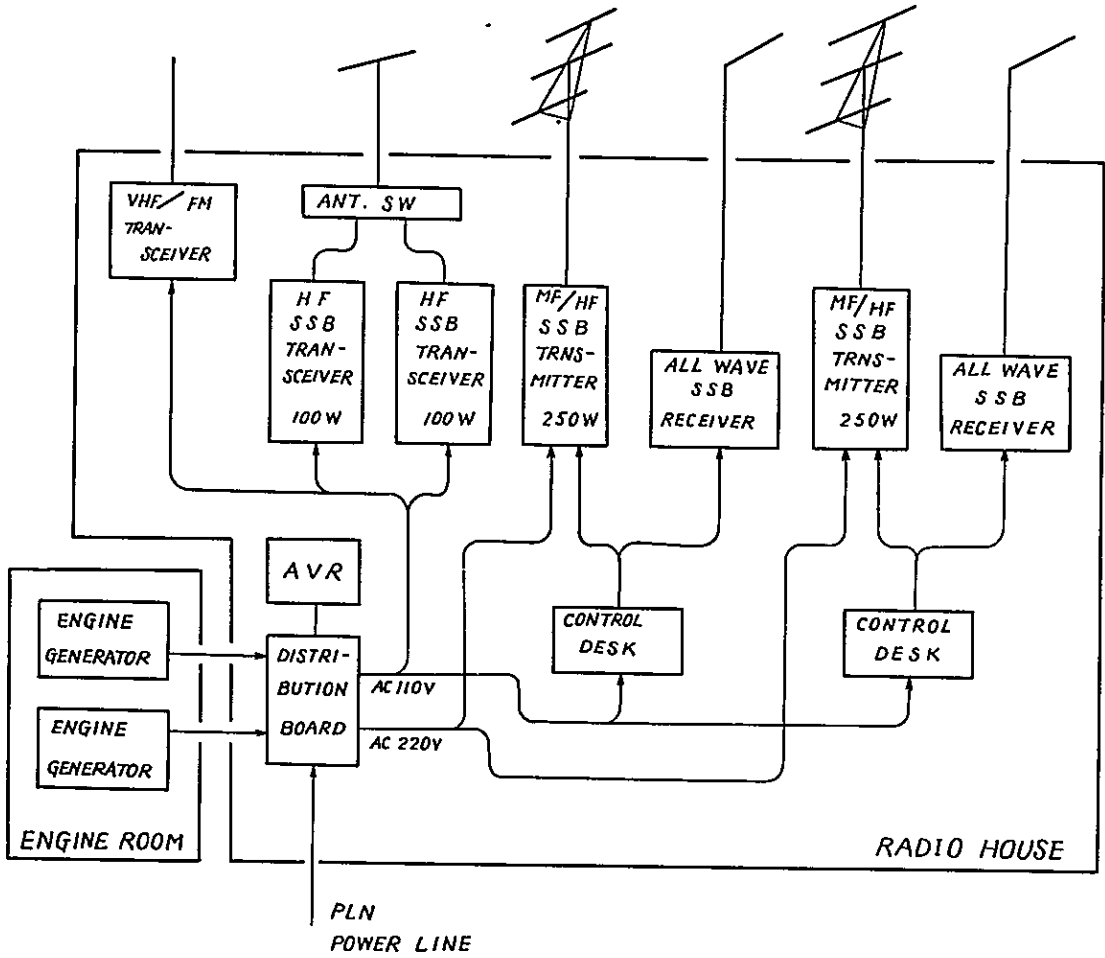 VHF/FM
TRAN-
SCEIVER
ANT. SW
HF
SSB
TRAN-
SCEIVER
100W
HF
SSB
TRAN-
SCEIVER
100W
MF/HF
SSB
TRNS-
MITTER
250W
ALL WAVE
SSB
RECEIVER
MF/HF
SSB
TRNS-
MITTER
250W
ALL WAVE
SSB
RECEIVER
AVR
ENGINE
GENERATOR
ENGINE
GENERATOR
ENGINE ROOM
DISTRI-
BUTION
BOARD
AC 110V
AC 220V
CONTROL
DESK
CONTROL
DESK
RADIO HOUSE
PLN
POWER LINE